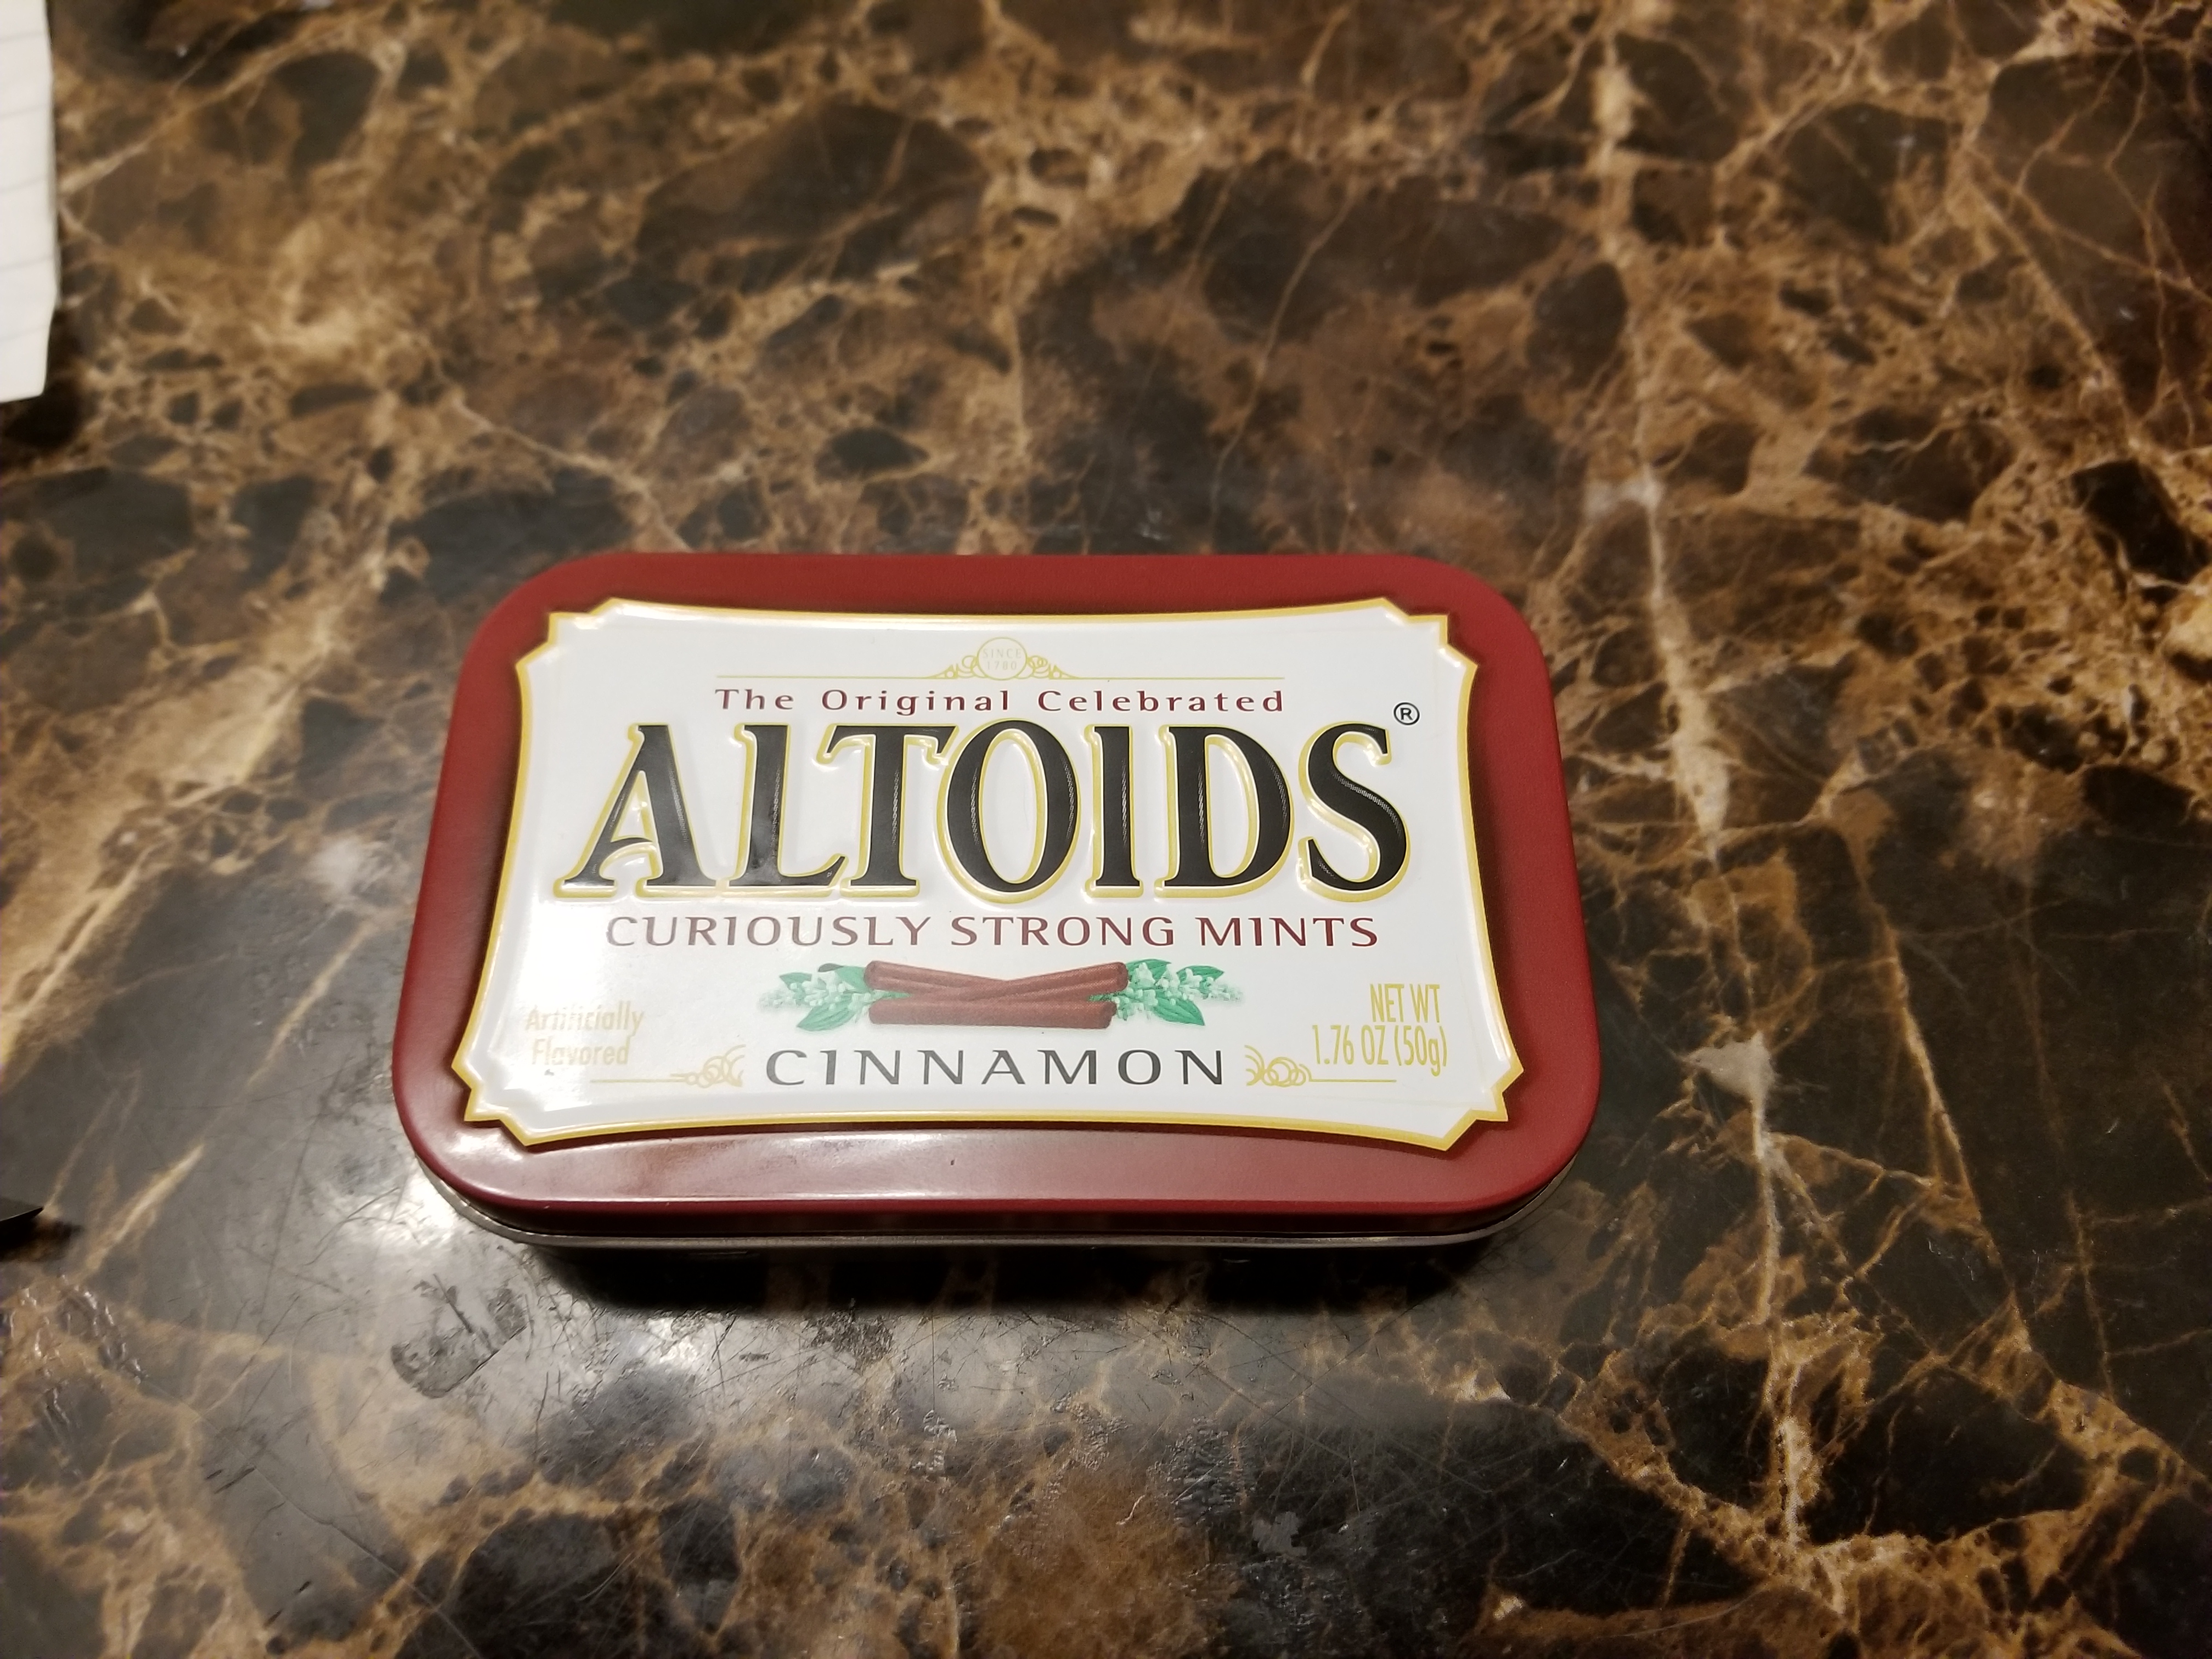 SINCE
1780
The Original Celebrated
ALTOIDS®
CURIOUSLY STRONG MINTS
Artificially
Flavored
CINNAMON
NET WT
1.76 OZ (50g)